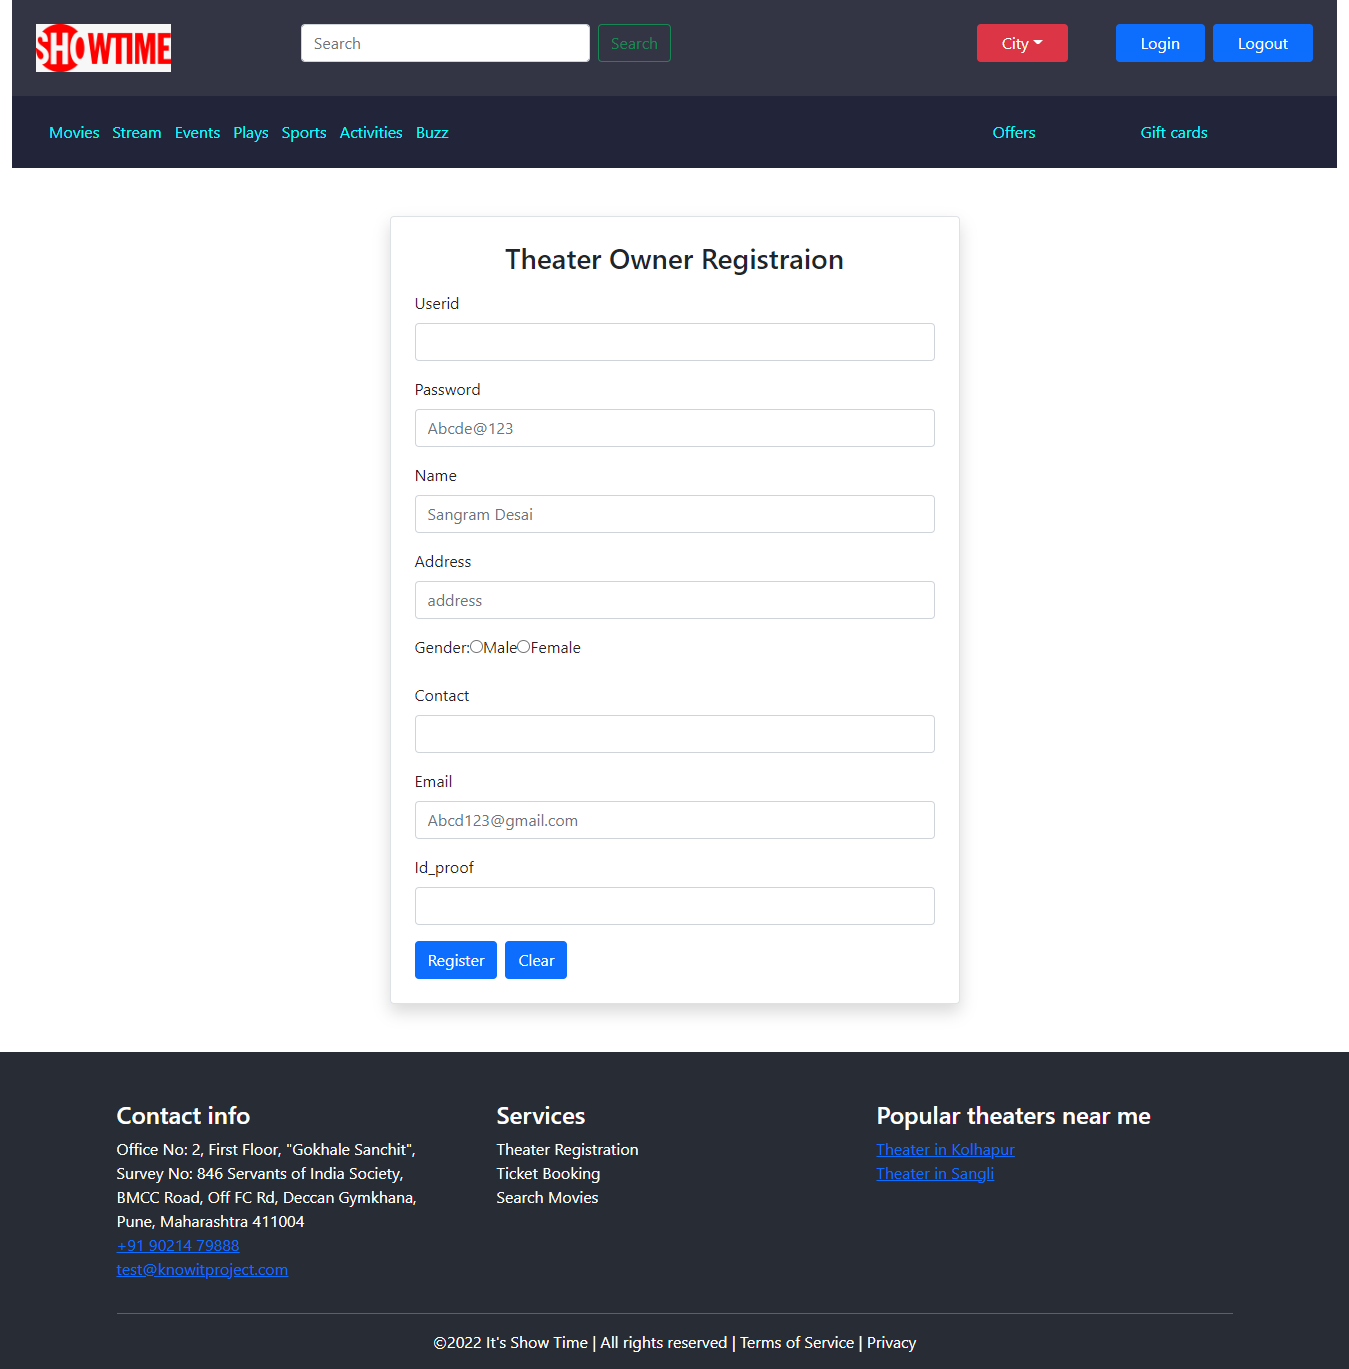 SHOWTIME
Search Search City Login Logout
Movies Stream Events Plays Sports Activities Buzz Offers Gift cards
Theater Owner Registraion
Userid
Password
Abcde@123
Name
Sangram Desai
Address
address
Gender: Male Female
Contact
Email
Abcd123@gmail.com
Id_proof
Register Clear
Contact info
Office No: 2, First Floor, "Gokhale Sanchit",
Survey No: 846 Servants of India Society,
BMCC Road, Off FC Rd, Deccan Gymkhana,
Pune, Maharashtra 411004
+91 90214 79888
test@knowitproject.com
Services
Theater Registration
Ticket Booking
Search Movies
Popular theaters near me
Theater in Kolhapur
Theater in Sangli
©2022 It's Show Time | All rights reserved | Terms of Service | Privacy